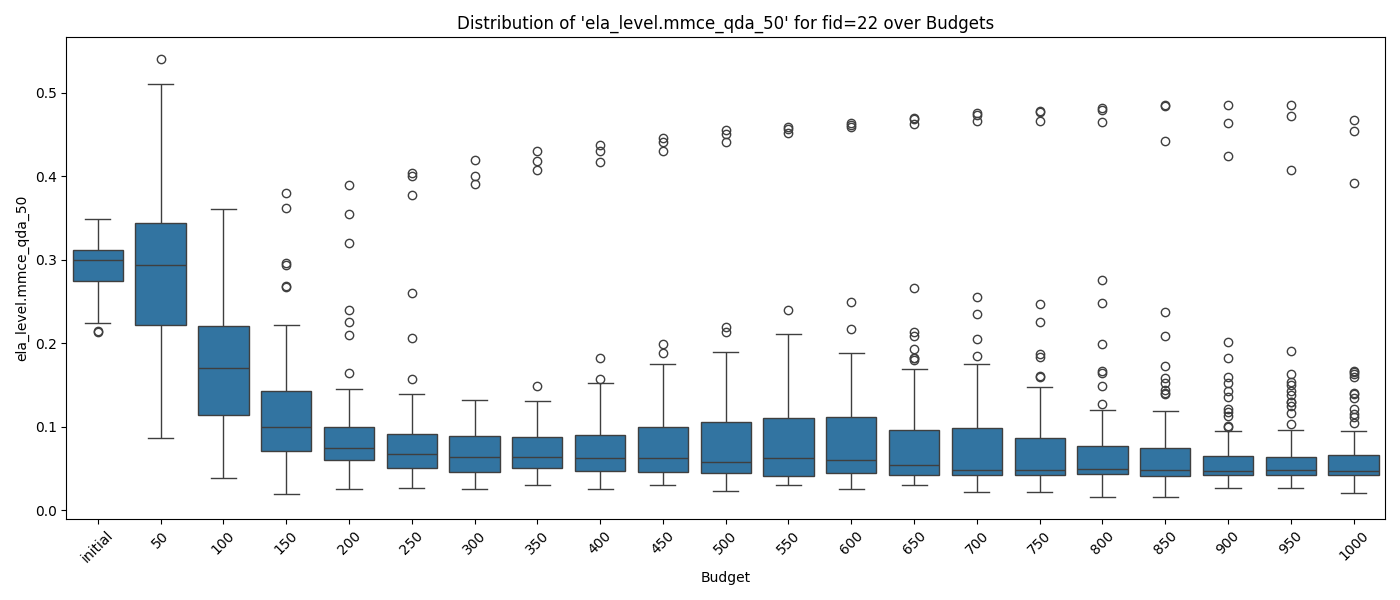 Distribution of 'ela_level.mmce_qda_50' for fid=22 over Budgets
ela_level.mmce_qda_50
0.5
0.4
0.3
0.2
0.1
0.0
initial 50 100 150 200 250 300 350 400 450 500 550 600 650 700 750 800 850 900 950 1000
Budget